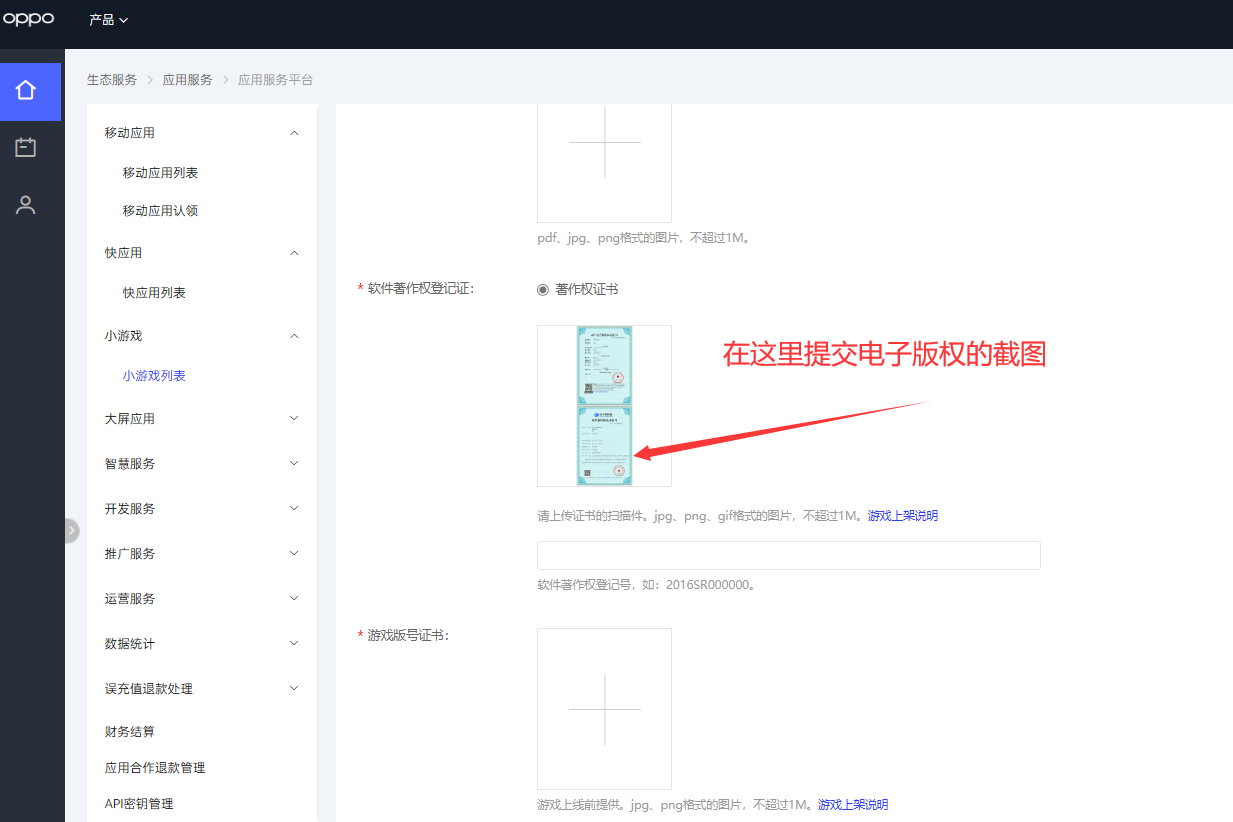 oppo
产品
生态服务 > 应用服务 > 应用服务平台
移动应用
移动应用列表
移动应用认领
快应用
快应用列表
小游戏
小游戏列表
大屏应用
智慧服务
开发服务
推广服务
运营服务
数据统计
误充值退款处理
财务结算
应用合作退款管理
API密钥管理
pdf、jpg、png格式的图片，不超过1M。
* 软件著作权登记证：
著作权证书
在这里提交电子版权的截图
请上传证书的扫描件。jpg、png、gif格式的图片，不超过1M。游戏上架说明
软件著作权登记号，如：2016SR000000。
* 游戏版号证书：
游戏上线前提供。jpg、png格式的图片，不超过1M。游戏上架说明